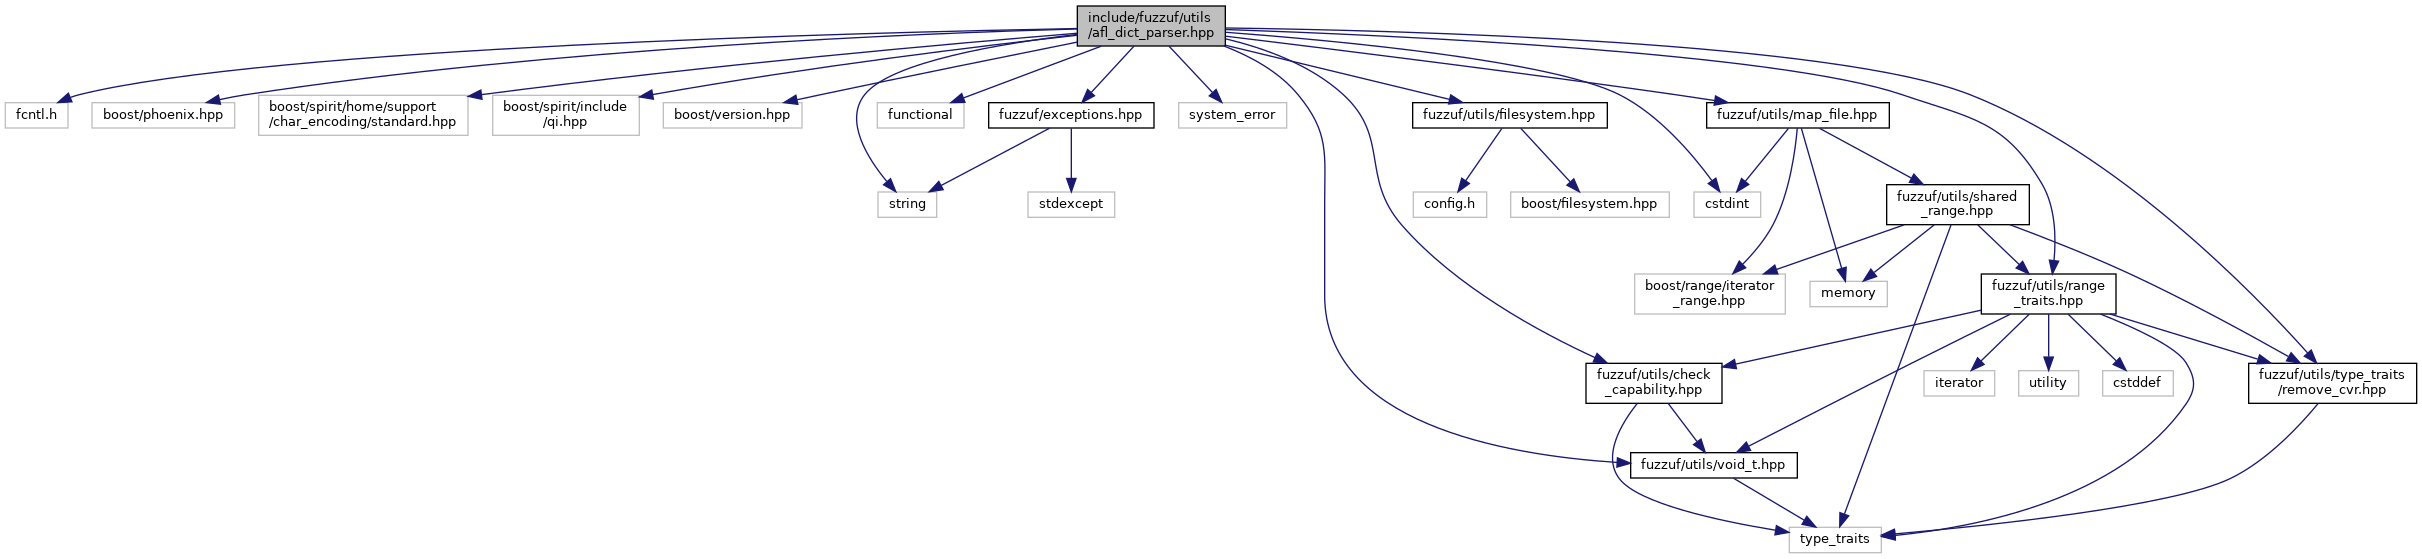 include/fuzzuf/utils
/afl_dict_parser.hpp
fcntl.h
boost/phoenix.hpp
boost/spirit/home/support
/char_encoding/standard.hpp
boost/spirit/include
/qi.hpp
boost/version.hpp
functional
fuzzuf/exceptions.hpp
system_error
fuzzuf/utils/filesystem.hpp
fuzzuf/utils/map_file.hpp
string
stdexcept
config.h
boost/filesystem.hpp
cstdint
fuzzuf/utils/shared
_range.hpp
boost/range/iterator
_range.hpp
memory
fuzzuf/utils/range
_traits.hpp
fuzzuf/utils/check
_capability.hpp
iterator
utility
cstddef
fuzzuf/utils/type_traits
/remove_cvr.hpp
fuzzuf/utils/void_t.hpp
type_traits